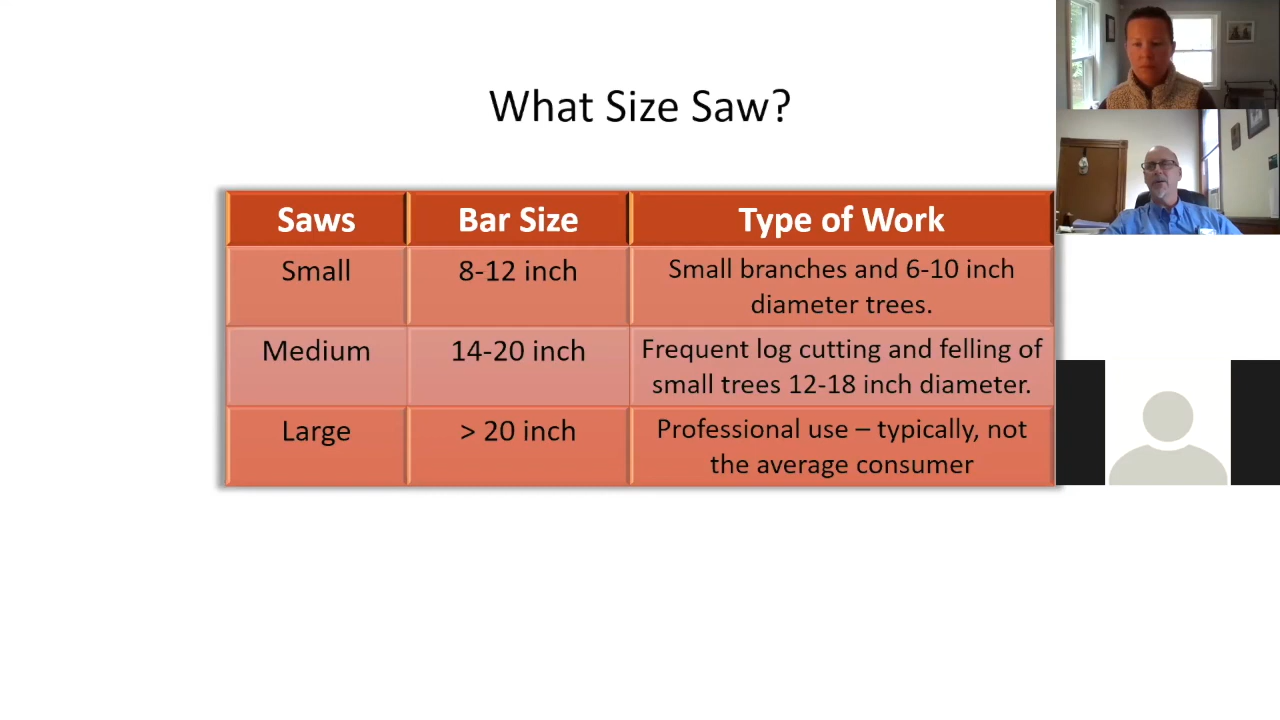 What Size Saw?
Saws
Bar Size
Type of Work
Small
8-12 inch
Small branches and 6-10 inch
diameter trees.
Medium
14-20 inch
Frequent log cutting and felling of
small trees 12-18 inch diameter.
Large
> 20 inch
Professional use – typically, not
the average consumer